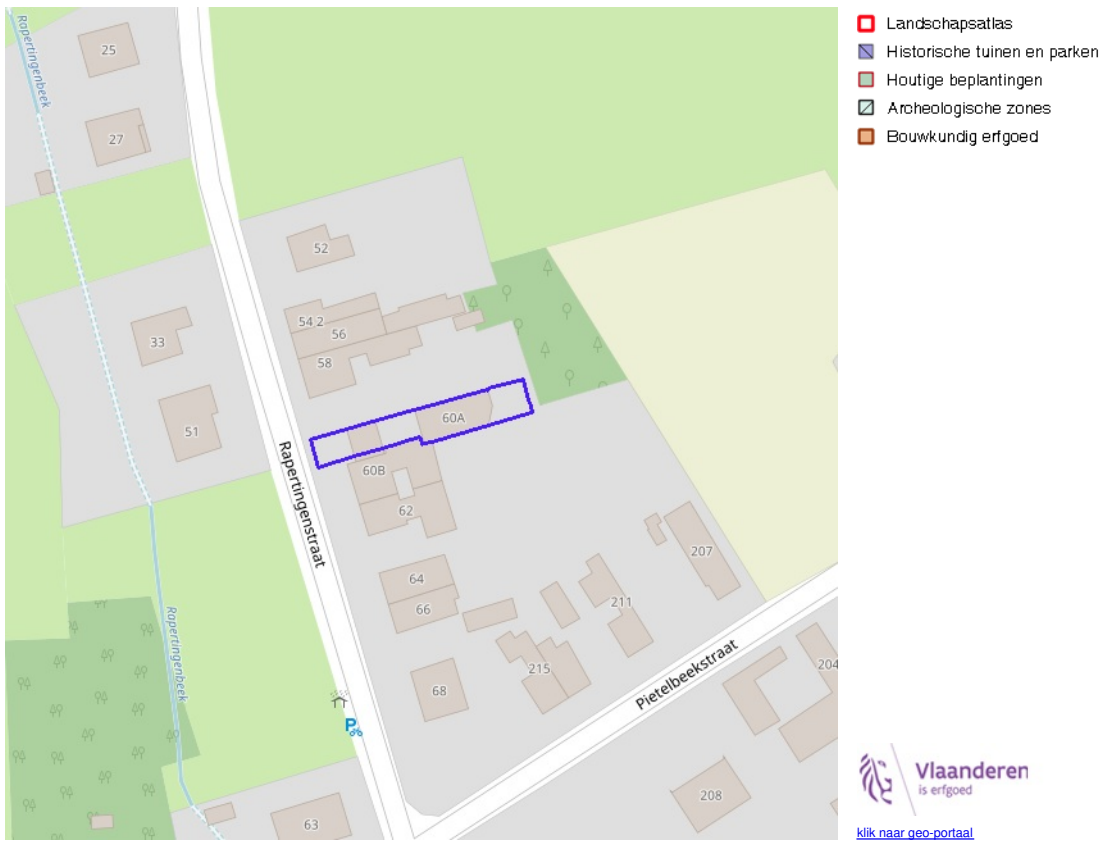 Rapertingenbeek
25
27
52
54 2
56
58
33
51
60A
60B
62
Rapertingenstraat
64
66
68
207
211
215
204
208
63
Pietelbeekstraat
Rapertingenbeek
P
Landschapsatlas
Historische tuinen en parken
Houtige beplantingen
Archeologische zones
Bouwkundig erfgoed
Vlaanderen
is erfgoed
klik naar geo-portaal